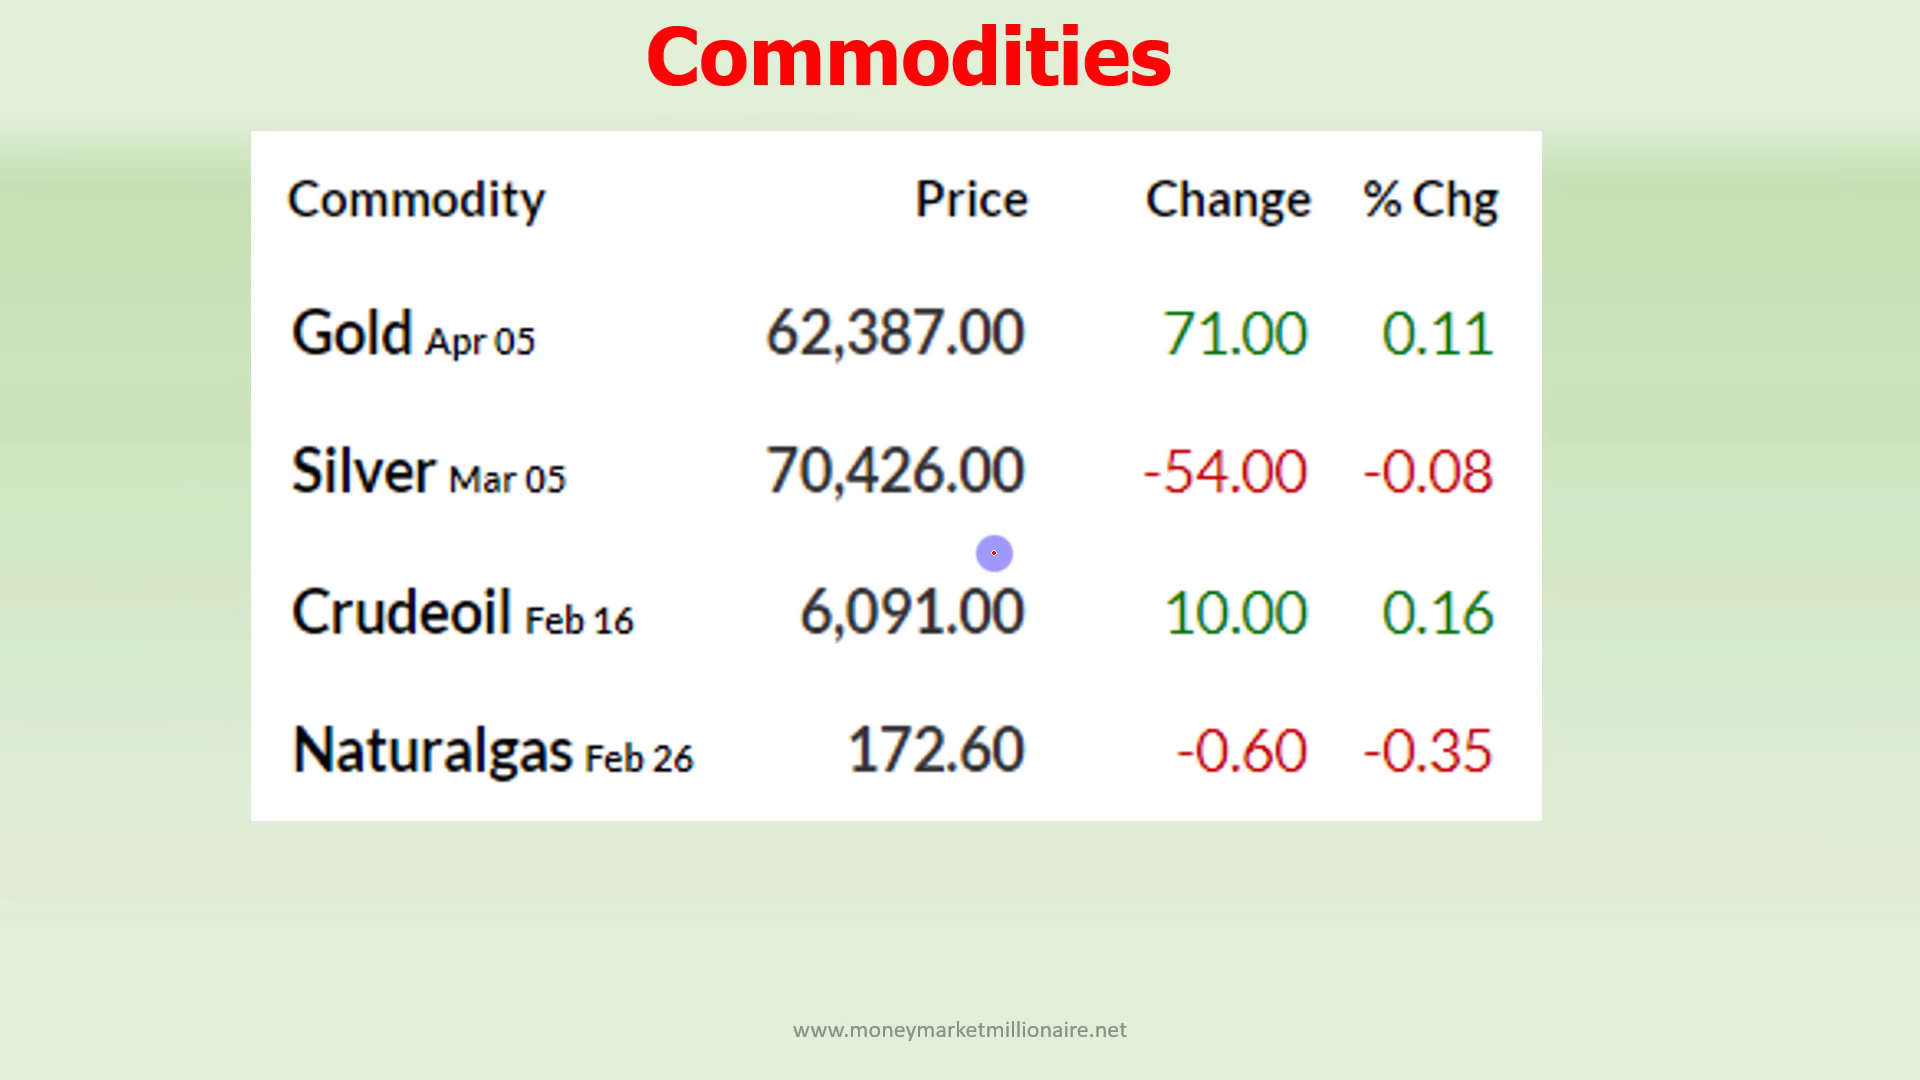 Commodities
Commodity Price Change % Chg
Gold Apr 05 62,387.00 71.00 0.11
Silver Mar 05 70,426.00 -54.00 -0.08
Crudeoil Feb 16 6,091.00 10.00 0.16
Naturalgas Feb 26 172.60 -0.60 -0.35
www.moneymarketmillionaire.net